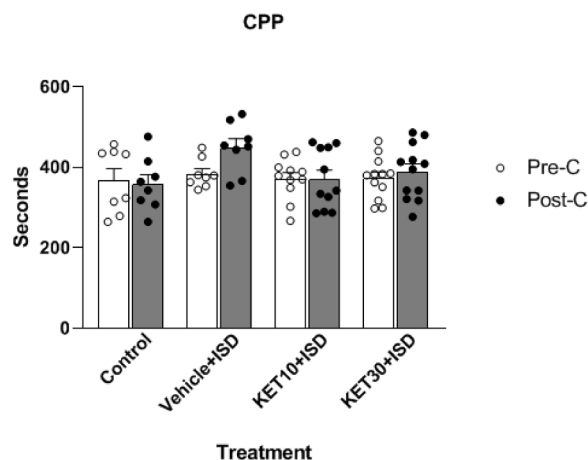 CPP
600
400
200
0
Seconds
Control
Vehicle+ISD
KET10+ISD
KET30+ISD
Treatment
Pre-C
Post-C